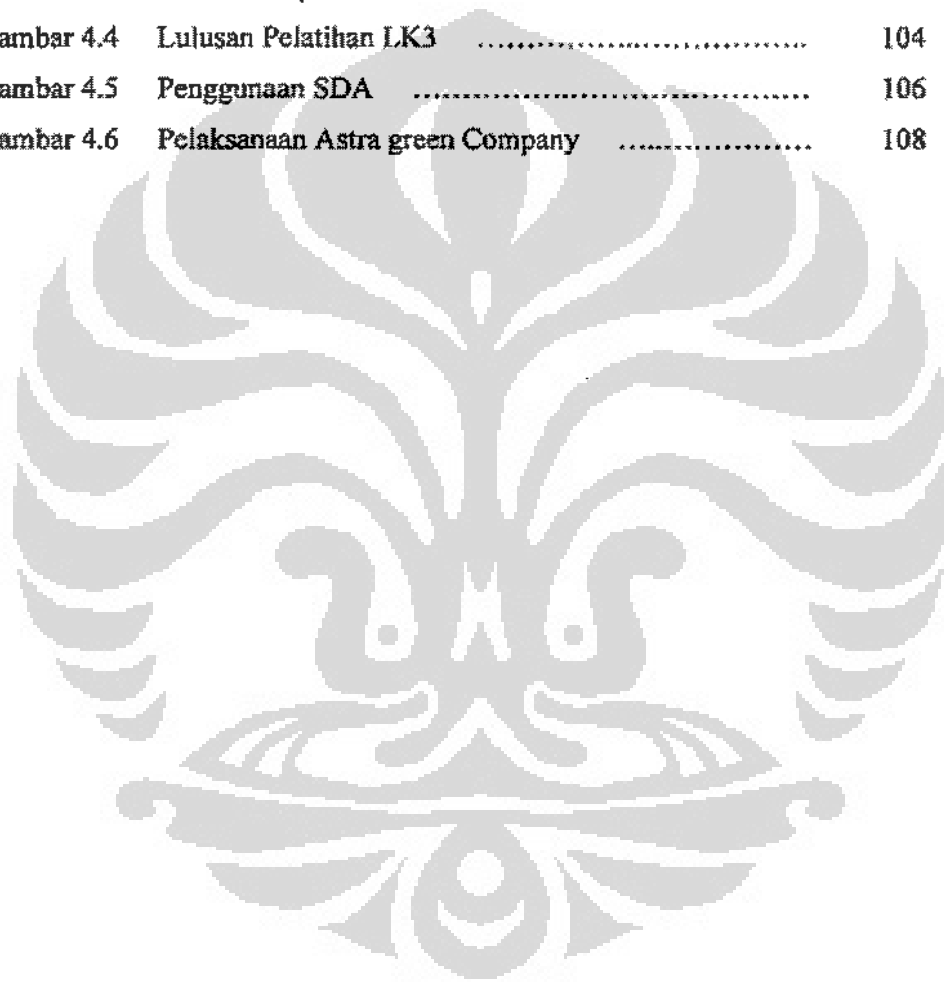 ambar 4.4 Lulusan Pelatihan LK3 ................................. 104
ambar 4.5 Penggunaan SDA ........................................ 106
ambar 4.6 Pelaksanaan Astra green Company ................... 108